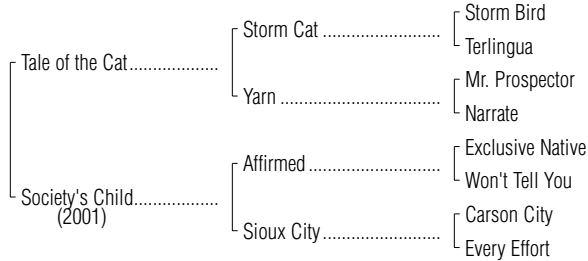 Storm Bird
Storm Cat ........................
Terlingua
Tale of the Cat..................
Mr. Prospector
Yarn .................................
Narrate
Exclusive Native
Affirmed ...........................
Won't Tell You
Society's Child.................
(2001)
Carson City
Sioux City.........................
Every Effort